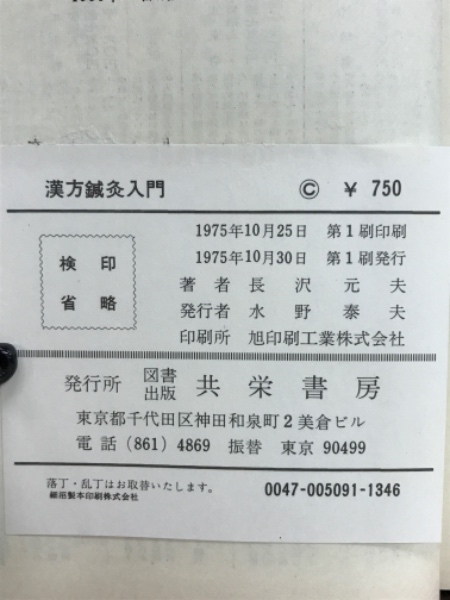 漢方鍼灸入門 Ⓒ ¥ 750
検印
省略
1975年10月25日 第1刷印刷
1975年10月30日 第1刷発行
著者 長沢元夫
発行者 水野泰夫
印刷所 旭印刷工業株式会社
発行所 図書出版 共栄書房
東京都千代田区神田和泉町2美倉ビル
電話 (861) 4869 振替 東京 90499
落丁・乱丁はお取替いたします。
0047-005091-1346